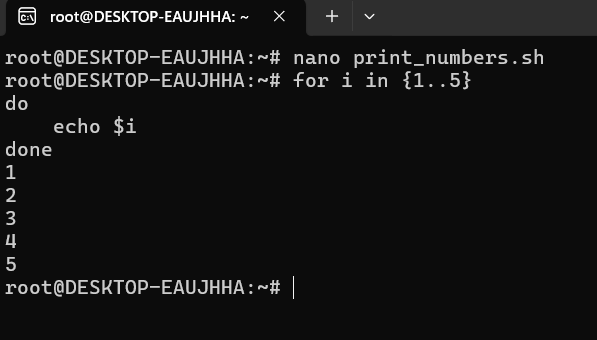 root@DESKTOP-EAUJHHA: ~
root@DESKTOP-EAUJHHA:~# nano print_numbers.sh
root@DESKTOP-EAUJHHA:~# for i in {1..5}
do
    echo $i
done
1
2
3
4
5
root@DESKTOP-EAUJHHA:~#